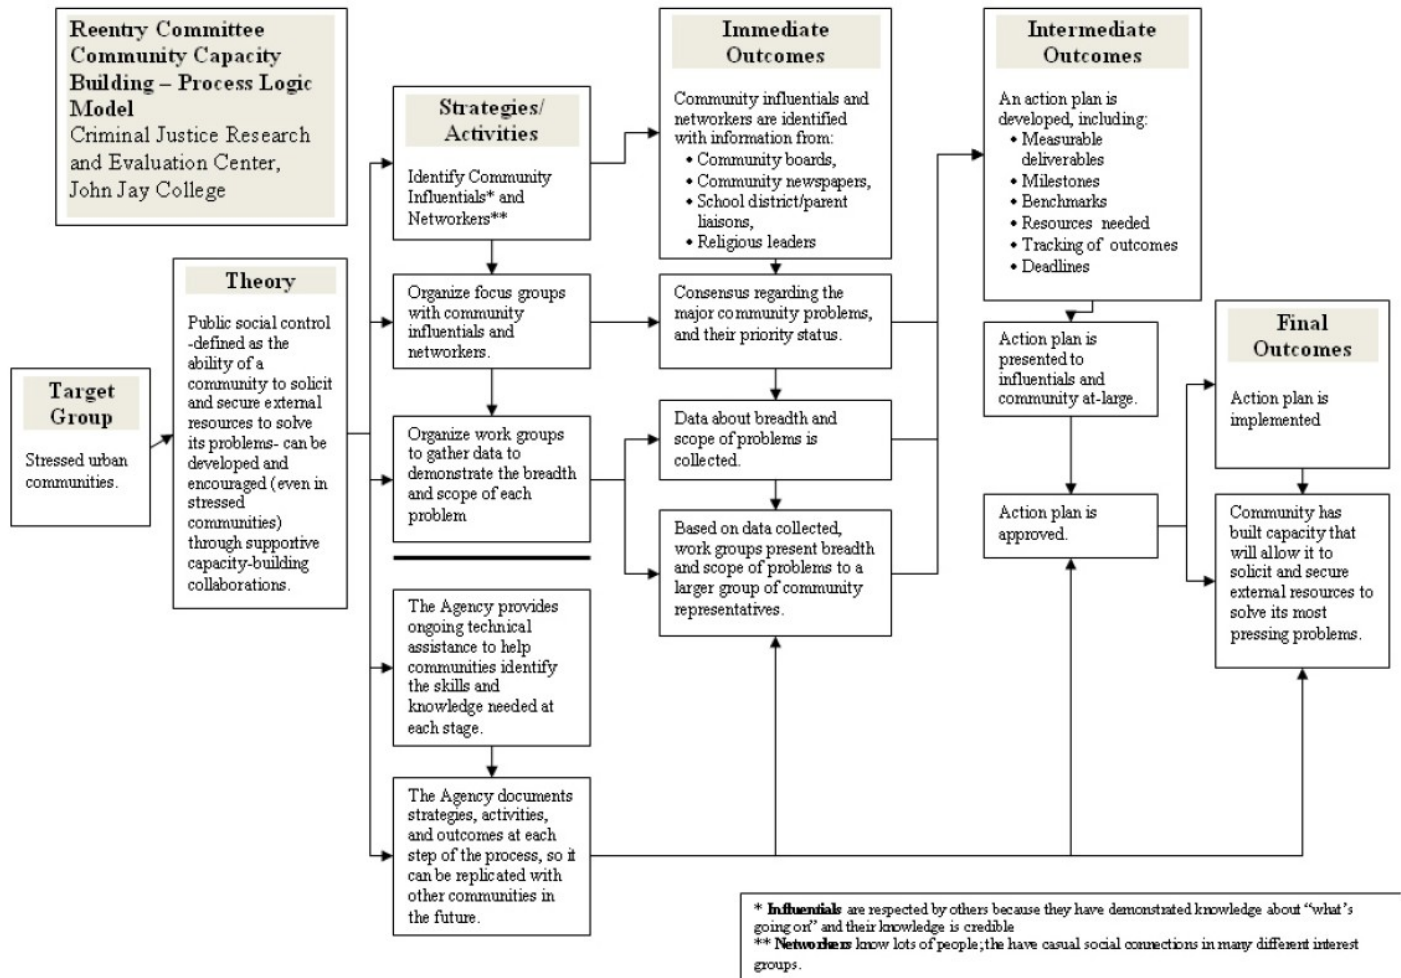 Reentry Committee
Community Capacity
Building – Process Logic
Model
Criminal Justice Research
and Evaluation Center,
John Jay College
Target
Group
Stressed urban
communities.
Theory
Public social control
-defined as the
ability of a
community to solicit
and secure external
resources to solve
its problems- can be
developed and
encouraged (even in
stressed
communities)
through supportive
capacity-building
collaborations.
Strategies/
Activities
Identify Community
Influentials* and
Networkers**
Organize focus groups
with community
influentials and
networkers.
Organize work groups
to gather data to
demonstrate the breadth
and scope of each
problem
The Agency provides
ongoing technical
assistance to help
communities identify
the skills and
knowledge needed at
each stage.
The Agency documents
strategies, activities,
and outcomes at each
step of the process, so it
can be replicated with
other communities in
the future.
Immediate
Outcomes
Community influentials and
networkers are identified
with information from:
• Community boards,
• Community newspapers,
• School district/parent
liaisons,
• Religious leaders
Consensus regarding the
major community problems,
and their priority status.
Data about breadth and
scope of problems is
collected.
Based on data collected,
work groups present breadth
and scope of problems to a
larger group of community
representatives.
Intermediate
Outcomes
An action plan is
developed, including:
• Measurable
deliverables
• Milestones
• Benchmarks
• Resources needed
• Tracking of outcomes
• Deadlines
Action plan is
presented to
influentials and
community at-large.
Action plan is
approved.
Final
Outcomes
Action plan is
implemented
Community has
built capacity that
will allow it to
solicit and secure
external resources to
solve its most
pressing problems.
* Influentials are respected by others because they have demonstrated knowledge about “what’s
going on” and their knowledge is credible
** Networkers know lots of people; the have casual social connections in many different interest
groups.